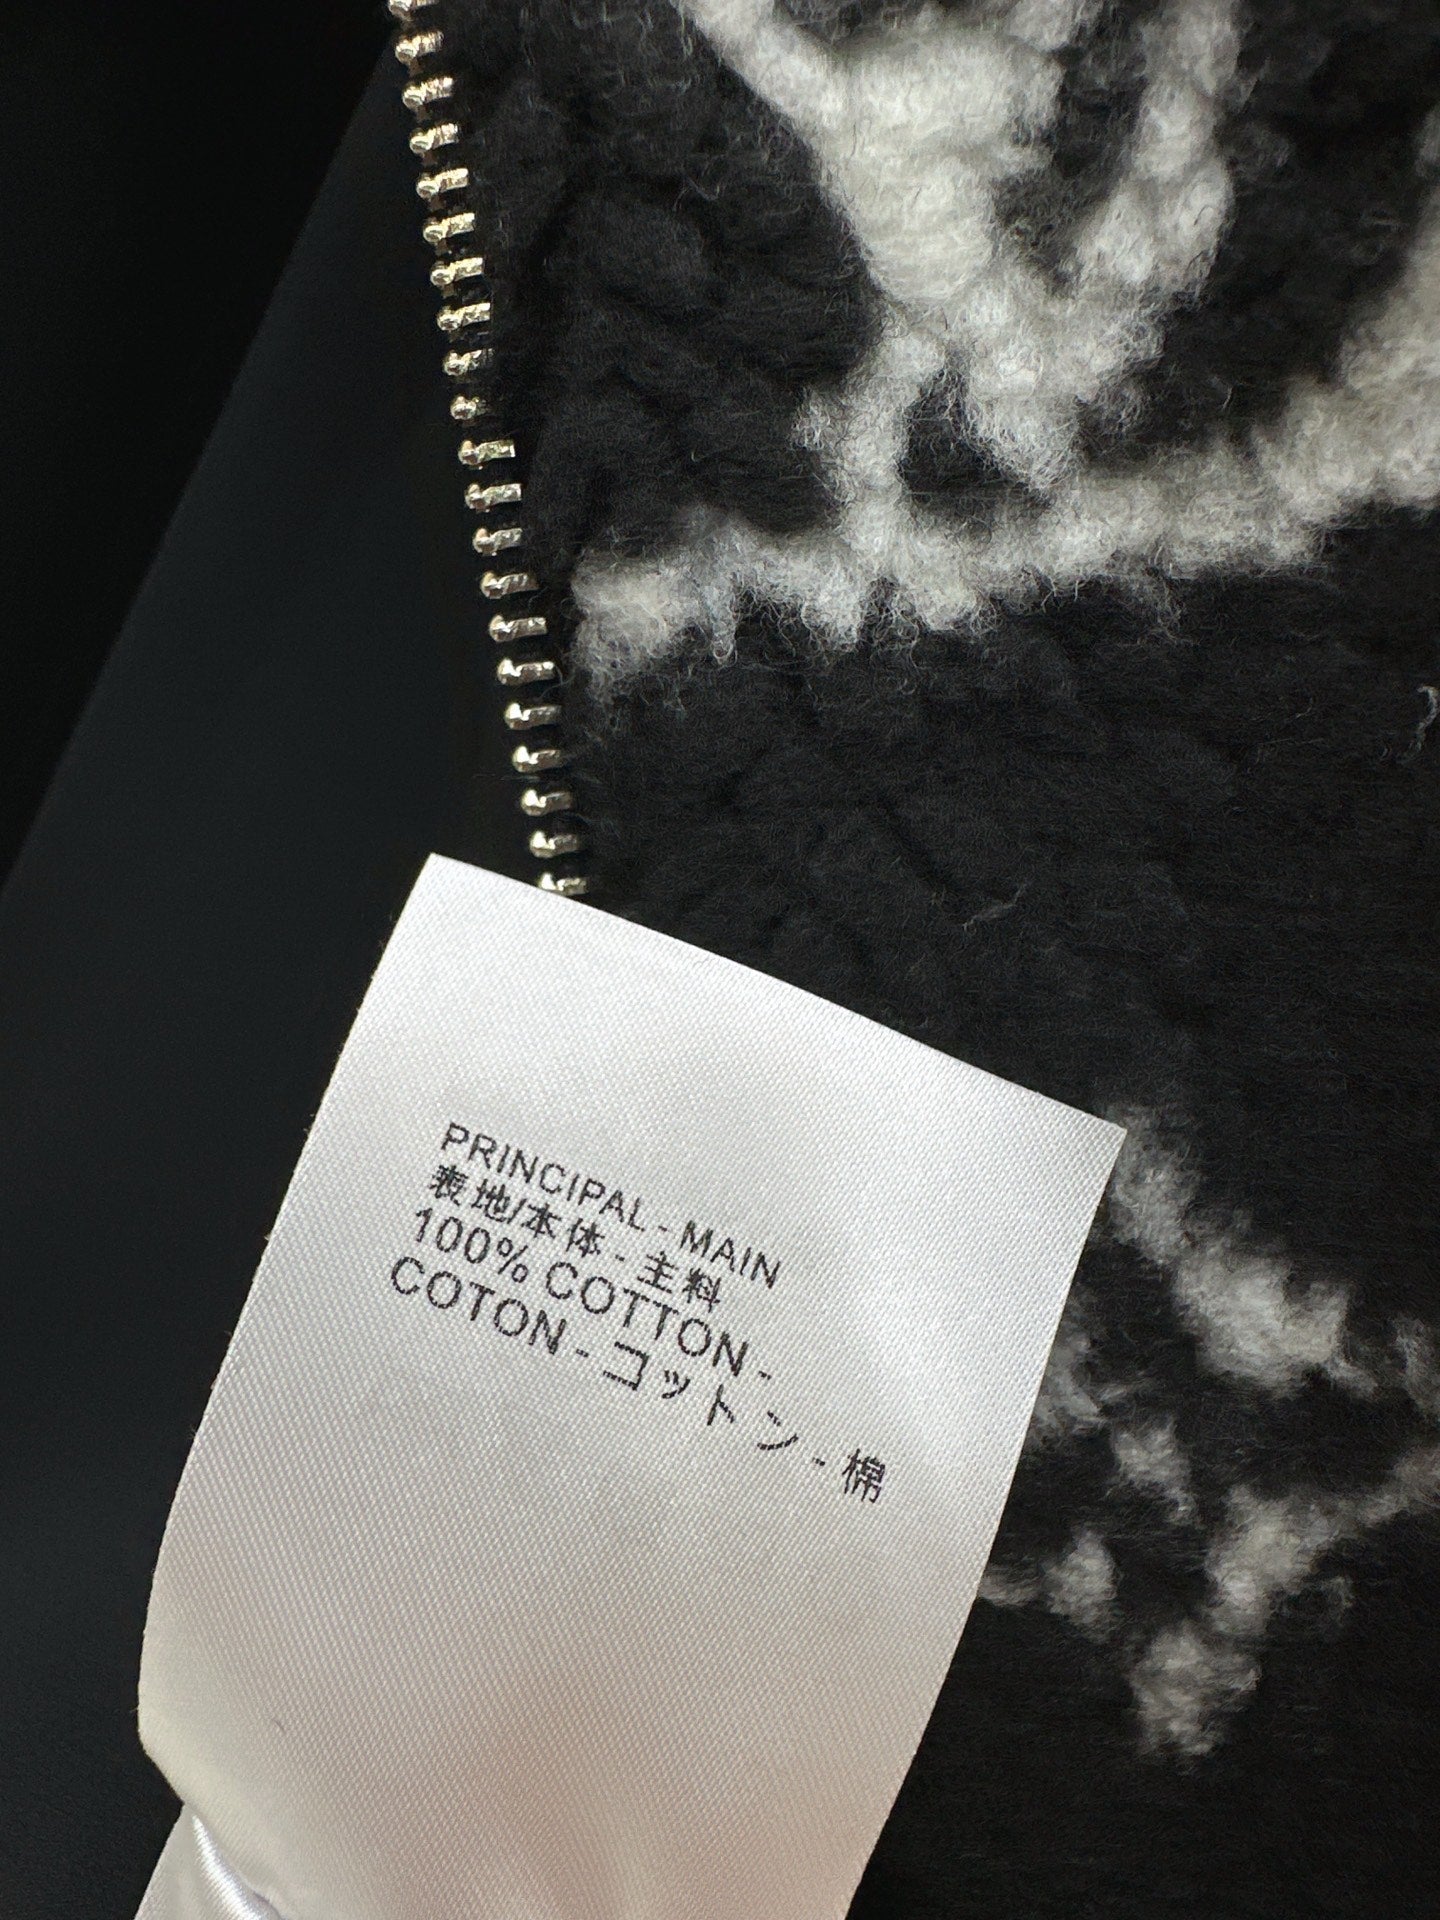 PRINCIPAL - MAIN
表地/本体 - 主料
100% COTTON -
COTON - コットン - 棉